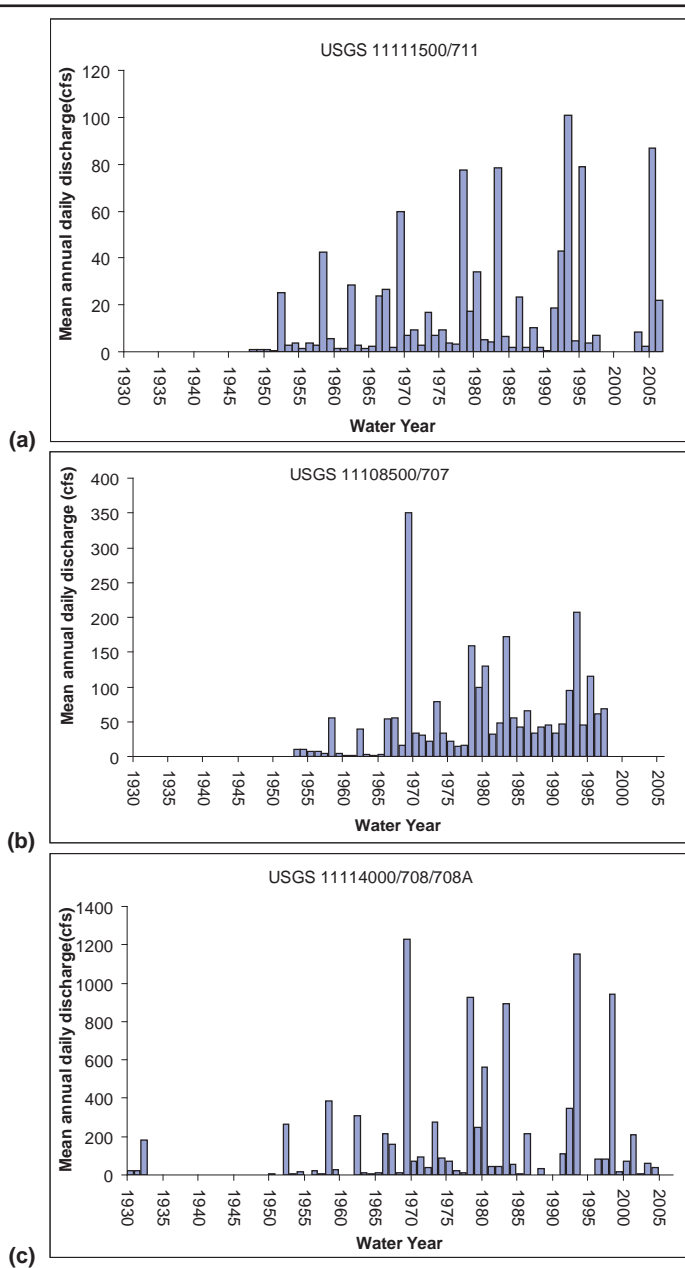 USGS 11111500/711
Mean annual daily discharge(cfs)
120
100
80
60
40
20
0
1930 1935 1940 1945 1950 1955 1960 1965 1970 1975 1980 1985 1990 1995 2000 2005
Water Year
(a)
USGS 11108500/707
Mean annual daily discharge (cfs)
400
350
300
250
200
150
100
50
0
1930 1935 1940 1945 1950 1955 1960 1965 1970 1975 1980 1985 1990 1995 2000 2005
Water Year
(b)
USGS 11114000/708/708A
Mean annual daily discharge(cfs)
1400
1200
1000
800
600
400
200
0
1930 1935 1940 1945 1950 1955 1960 1965 1970 1975 1980 1985 1990 1995 2000 2005
Water Year
(c)